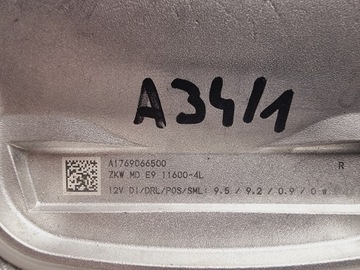 A34/1
A1769066500
ZKW MD E9 11600-4L
R
12V DI/DRL/POS/SML: 9.5 / 9.2 / 0.9 / 0